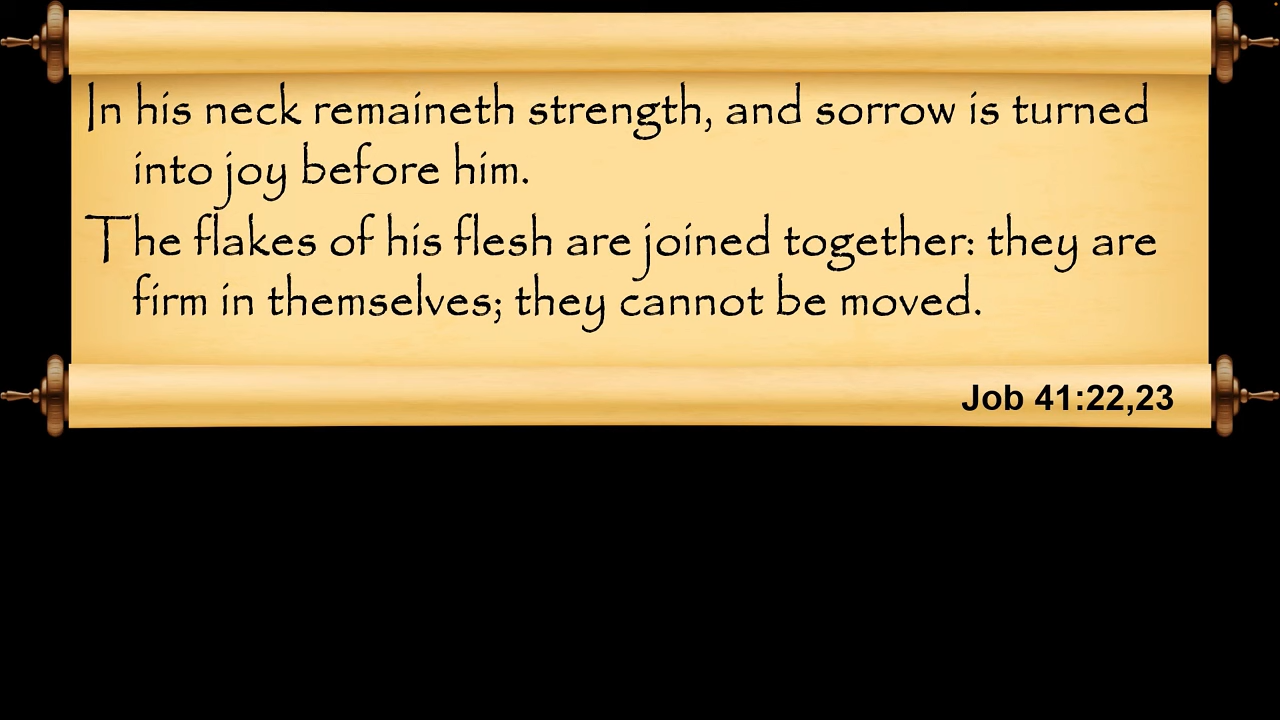 In his neck remaineth strength, and sorrow is turned
into joy before him.
The flakes of his flesh are joined together: they are
firm in themselves; they cannot be moved.
Job 41:22,23